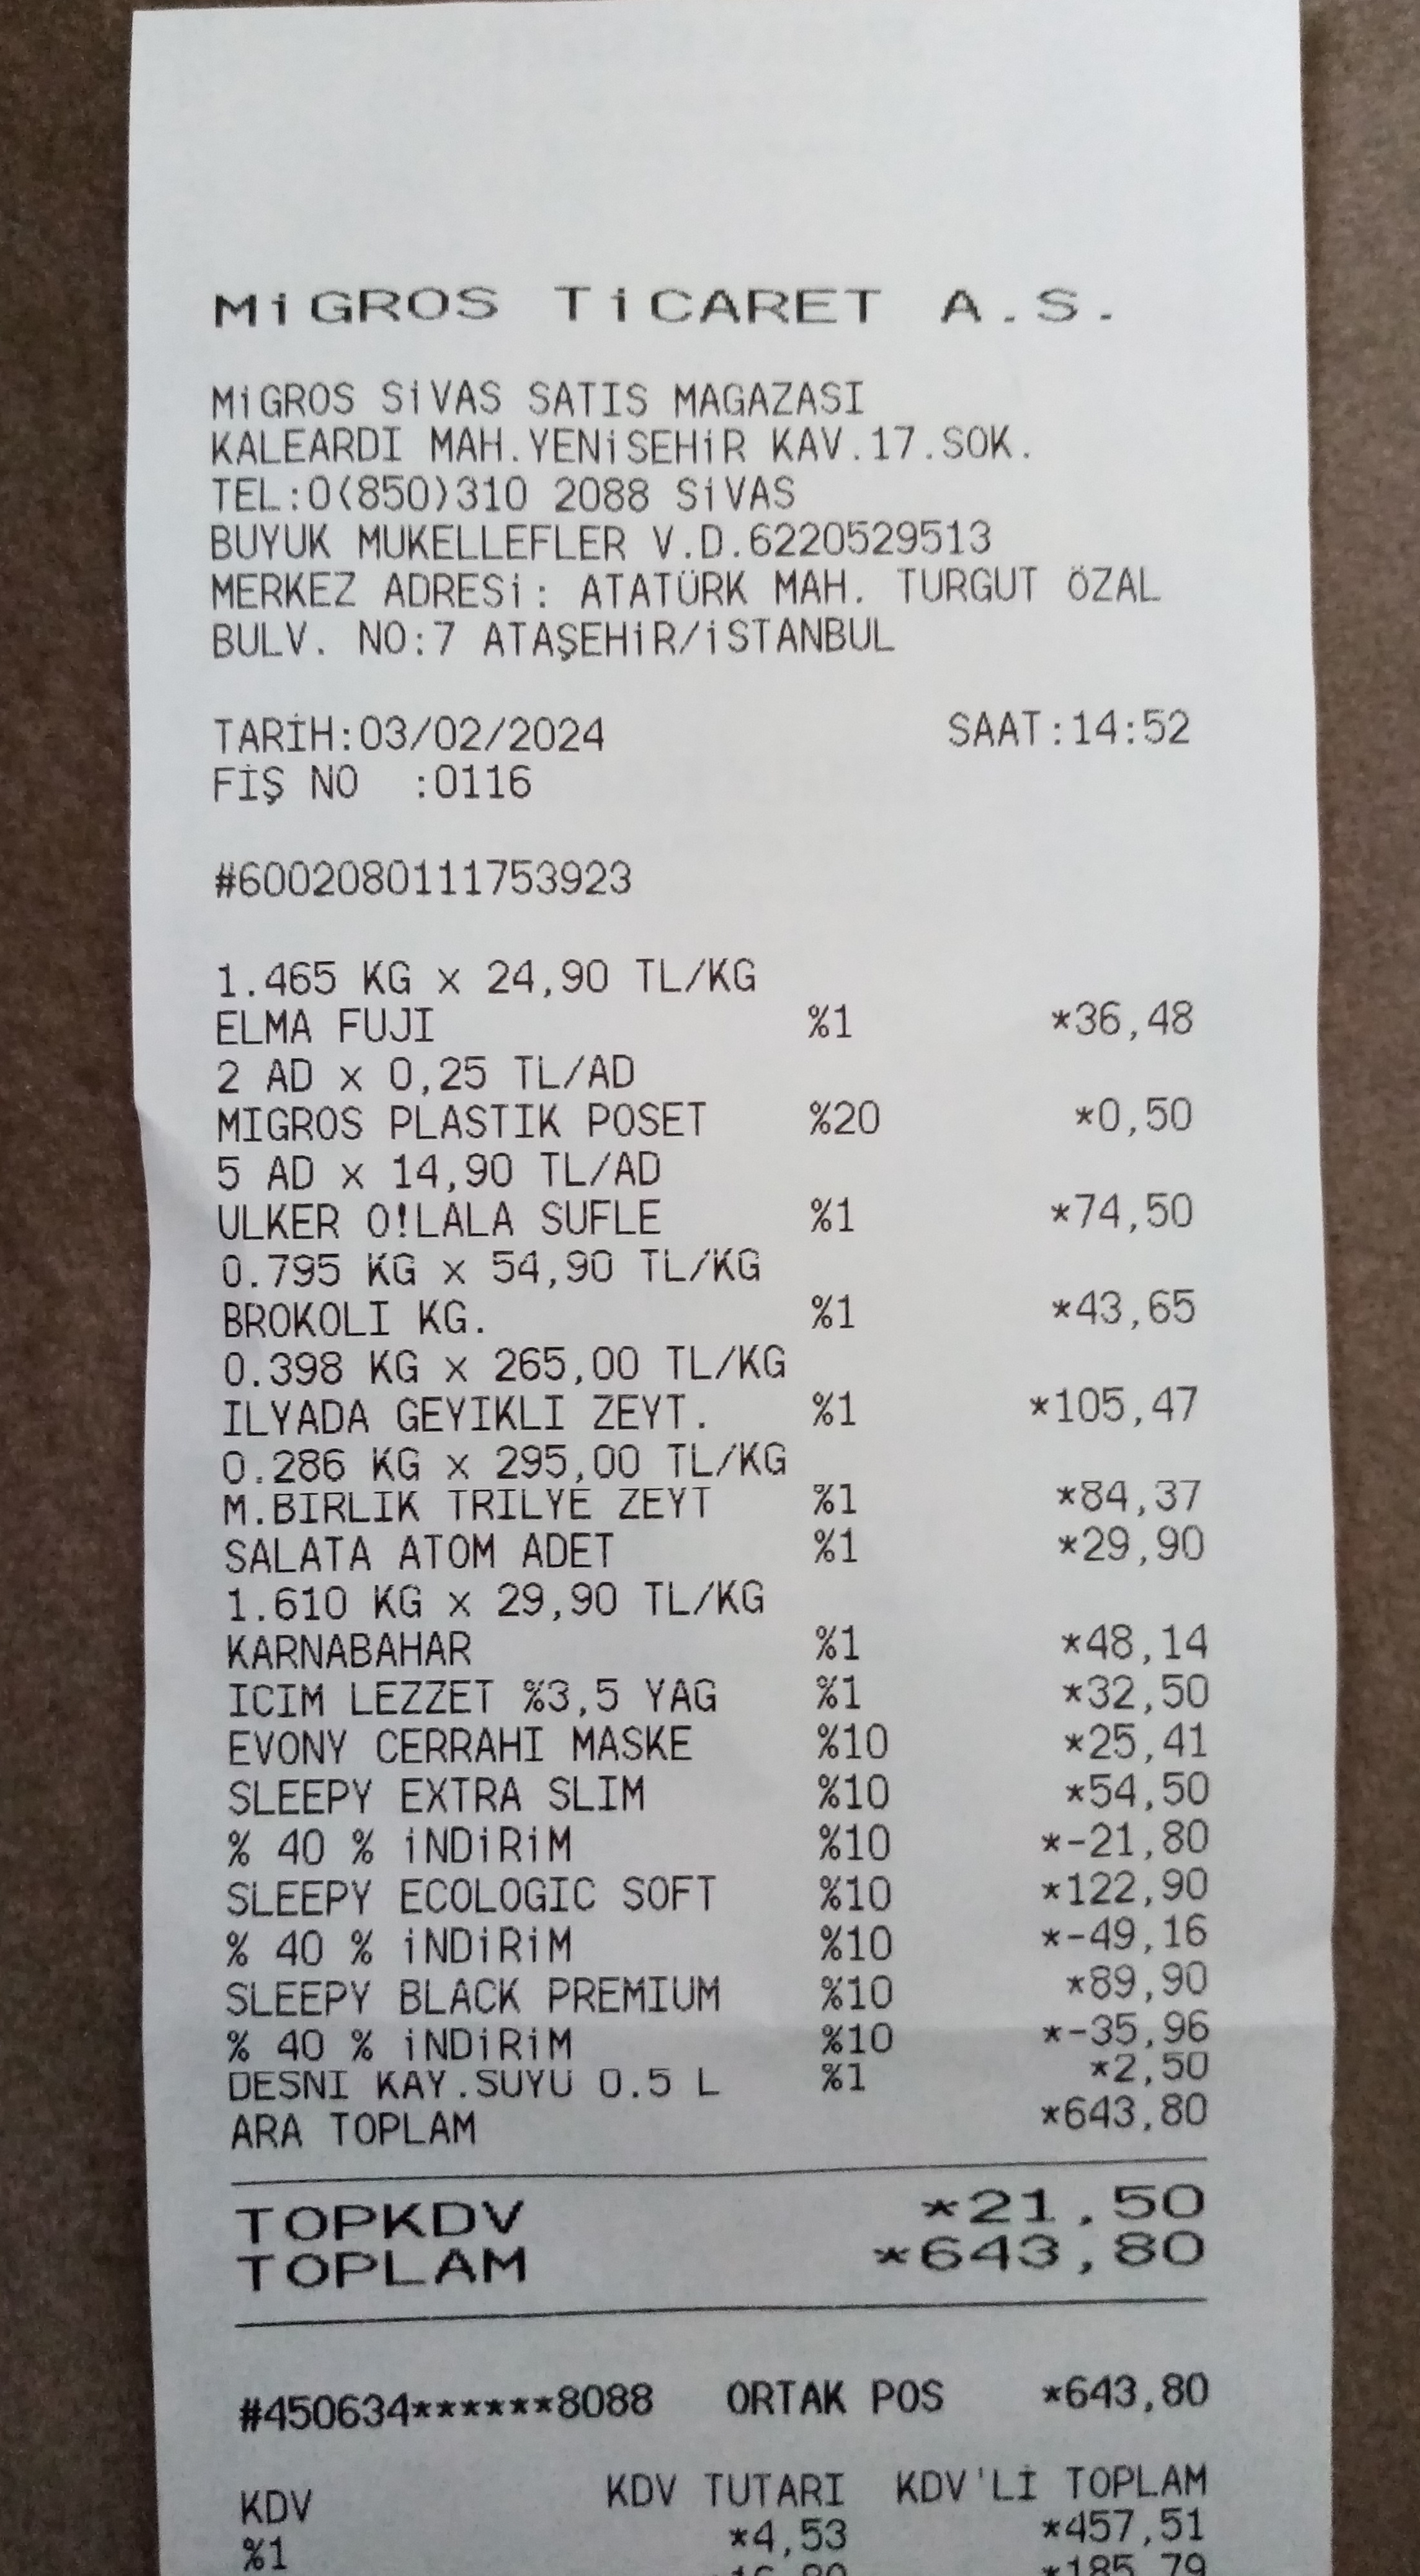 MiGROS TiCARET A.S.
MiGROS SiVAS SATIS MAGAZASI
KALEARDI MAH.YENiSEHiR KAV.17.SOK.
TEL:0(850)310 2088 SiVAS
BUYUK MUKELLEFLER V.D.6220529513
MERKEZ ADRESi: ATATÜRK MAH. TURGUT ÖZAL
BULV. NO:7 ATAŞEHiR/iSTANBUL
TARİH:03/02/2024 SAAT:14:52
FİŞ NO :0116
#6002080111753923
1.465 KG x 24,90 TL/KG
ELMA FUJI %1 *36,48
2 AD x 0,25 TL/AD
MIGROS PLASTIK POSET %20 *0,50
5 AD x 14,90 TL/AD
ULKER O!LALA SUFLE %1 *74,50
0.795 KG x 54,90 TL/KG
BROKOLI KG. %1 *43,65
0.398 KG x 265,00 TL/KG
ILYADA GEYIKLI ZEYT. %1 *105,47
0.286 KG x 295,00 TL/KG
M.BIRLIK TRILYE ZEYT %1 *84,37
SALATA ATOM ADET %1 *29,90
1.610 KG x 29,90 TL/KG
KARNABAHAR %1 *48,14
ICIM LEZZET %3,5 YAG %1 *32,50
EVONY CERRAHI MASKE %10 *25,41
SLEEPY EXTRA SLIM %10 *54,50
% 40 % iNDiRiM %10 *-21,80
SLEEPY ECOLOGIC SOFT %10 *122,90
% 40 % iNDiRiM %10 *-49,16
SLEEPY BLACK PREMIUM %10 *89,90
% 40 % iNDiRiM %10 *-35,96
DESNI KAY.SUYU 0.5 L %1 *2,50
ARA TOPLAM *643,80
TOPKDV *21,50
TOPLAM *643,80
#450634******8088 ORTAK POS *643,80
KDV KDV TUTARI KDV'Lİ TOPLAM
%1 *4,53 *457,51
*185,79